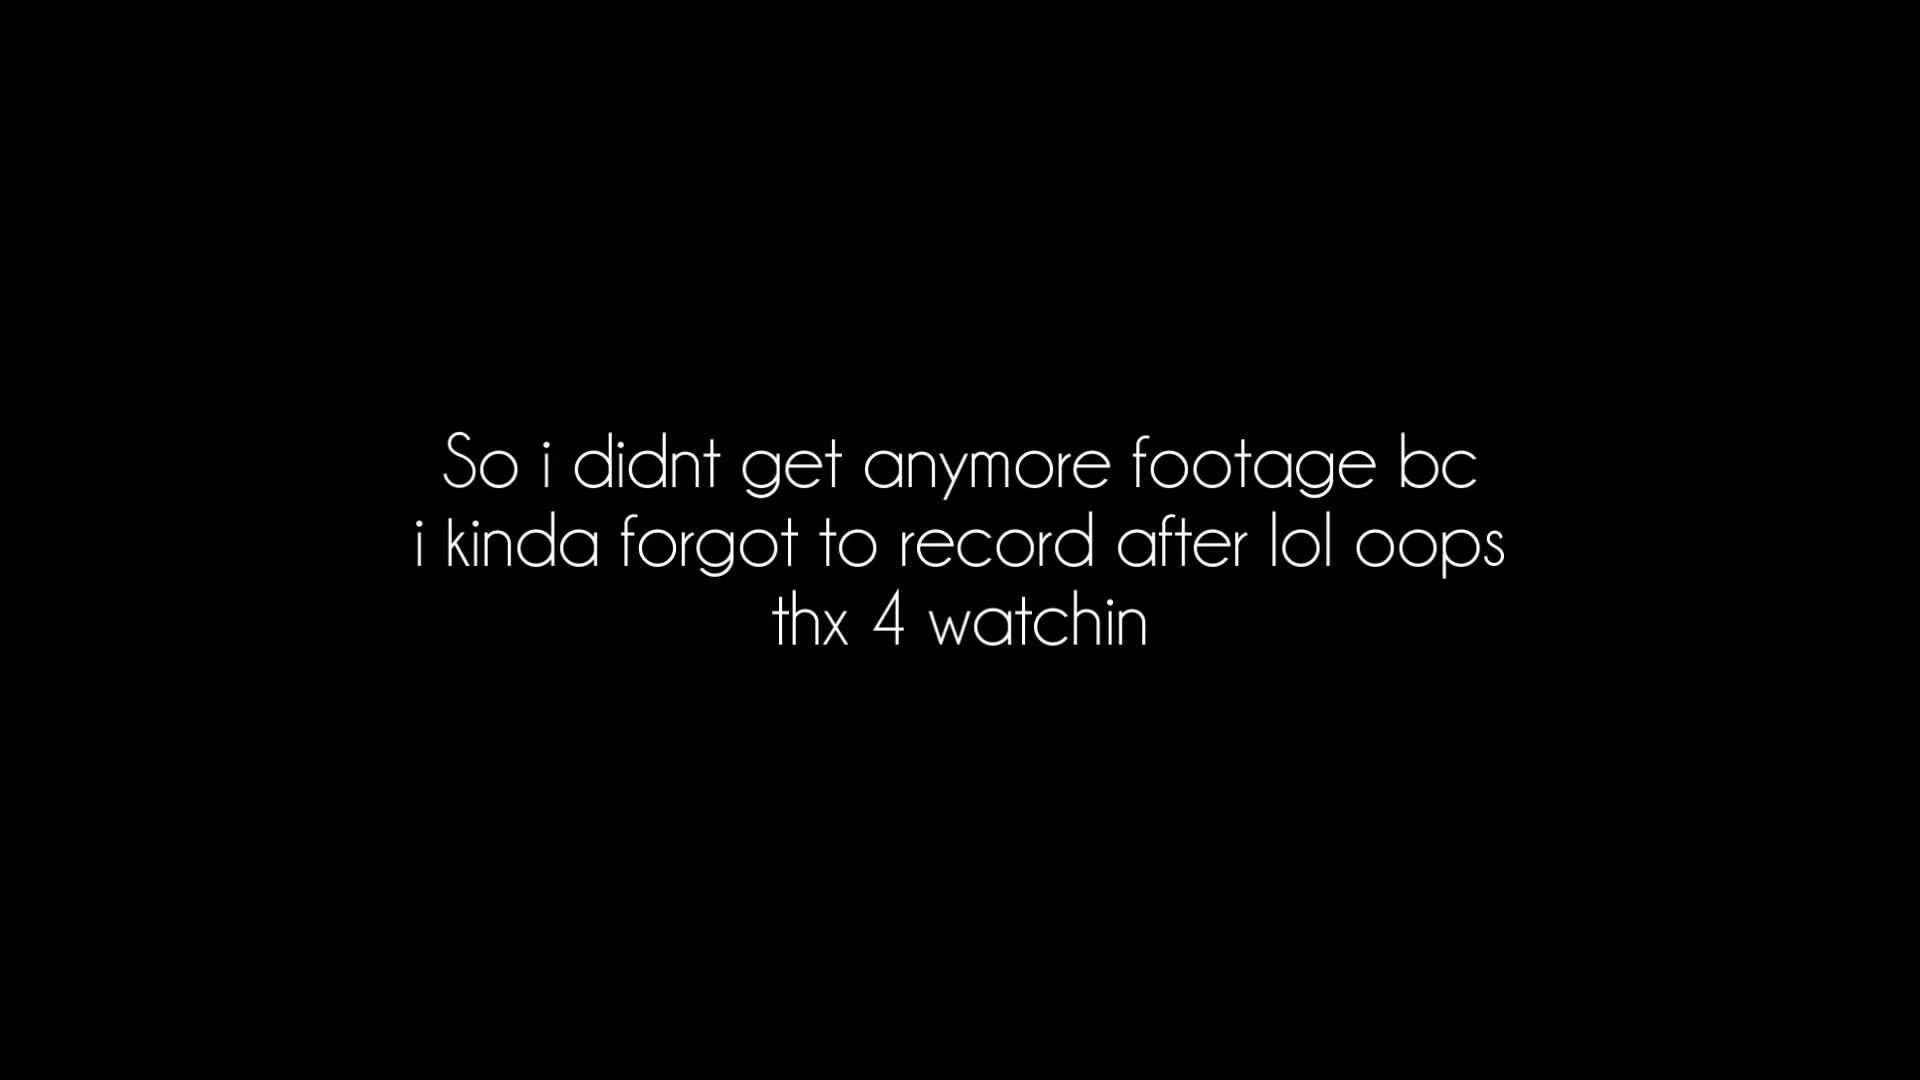 So i didnt get anymore footage bc
i kinda forgot to record after lol oops
thx 4 watchin